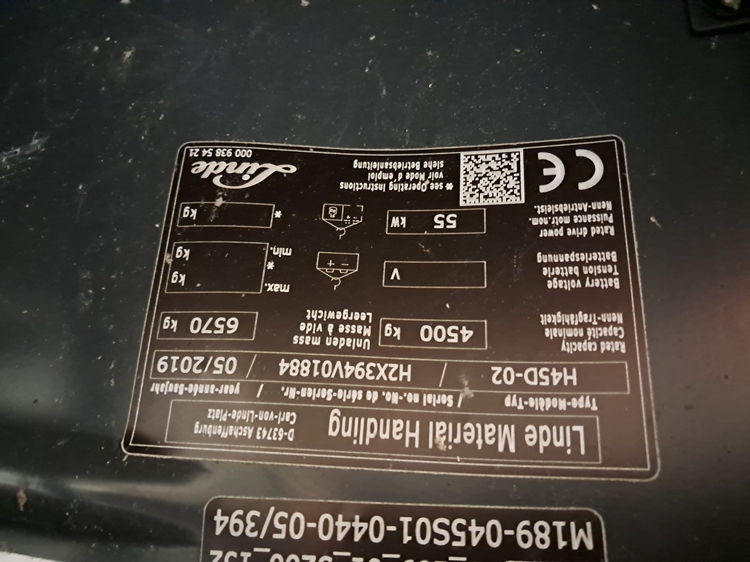 Linde Material Handling
Carl-von-Linde-Platz
D-63743 Aschaffenburg
Type-Modèle-Typ / Serial no.-No. de série-Serien-Nr. / year-année-Baujahr
H45D-02 / H2X394V01884 / 05/2019
Rated capacity
Capacité nominale
Nenn-Tragfähigkeit
4500 kg
Unladen mass
Masse à vide
Leergewicht
6570 kg
Battery voltage
Tension batterie
Batteriespannung
V
max. kg
*
min. kg
Rated drive power
Puissance motr.nom.
Nenn-Antriebsleist.
55 kW
* kg
CE
* see Operating instructions
voir Mode d´emploi
siehe Betriebsanleitung
Linde
000 938 54 21
M189-045S01-0440-05/394